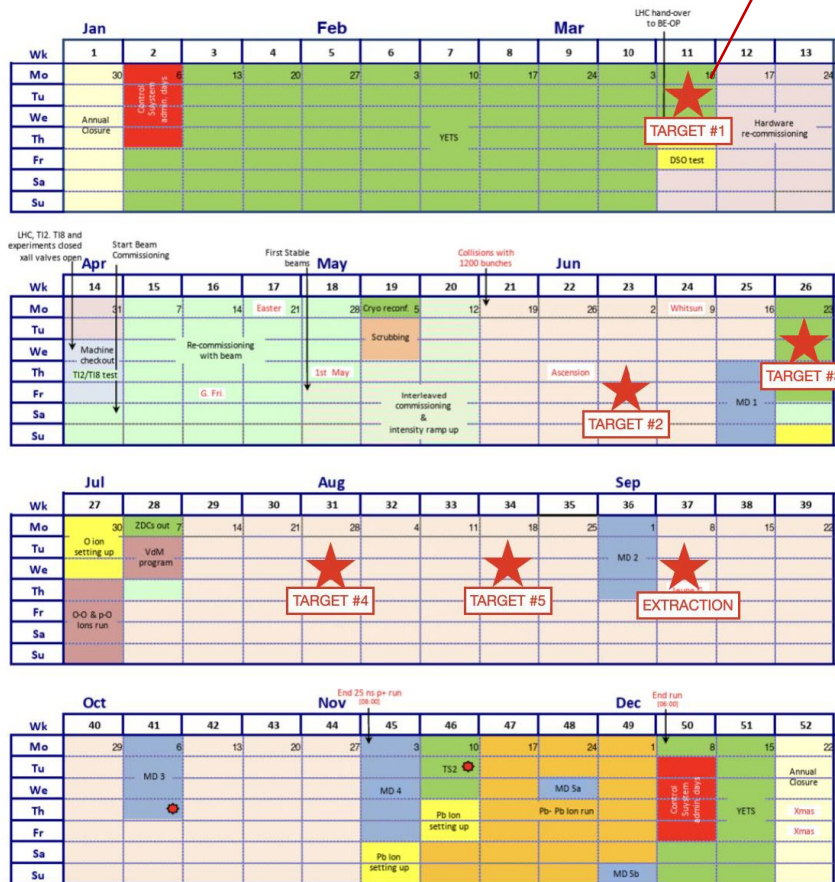 LHC hand-over
to BE-OP
Jan Feb Mar
Wk 1 2 3 4 5 6 7 8 9 10 11 12 13
Mo 30 6 13 20 27 3 10 17 24 3 10 17 24
Tu
We
Th
Fr
Sa
Su
Annual
Closure
Control
Suystem
admin. days
YETS
TARGET #1
DSO test
Hardware
re-commissioning
LHC, TI2. TI8 and
experiments closed
xall valves open
Start Beam
Commissioning
First Stable
beams
Collisions with
1200 bunches
Apr May Jun
Wk 14 15 16 17 18 19 20 21 22 23 24 25 26
Mo 31 7 14 Easter 21 28 Cryo reconf. 5 12 19 26 2 Whitsun 9 16 23
Tu
We
Th
Fr
Sa
Su
Machine
checkout
TI2/TI8 test
Re-commissioning
with beam
G. Fri.
1st May
Scrubbing
Interleaved
commissioning
&
intensity ramp up
Ascension
TARGET #2
MD 1
TARGET #3
Jul Aug Sep
Wk 27 28 29 30 31 32 33 34 35 36 37 38 39
Mo 30 ZDCs out 7 14 21 28 4 11 18 25 1 8 15 22
Tu
We
Th
Fr
Sa
Su
O ion
setting up
O-O & p-O
Ions run
VdM
program
TARGET #4
TARGET #5
MD 2
EXTRACTION
End 25 ns p+ run
[06:00]
End run
[06:00]
Oct Nov Dec
Wk 40 41 42 43 44 45 46 47 48 49 50 51 52
Mo 29 6 13 20 27 3 10 17 24 1 8 15 22
Tu
We
Th
Fr
Sa
Su
MD 3
MD 4
Pb Ion
setting up
TS2
Pb Ion
setting up
MD 5a
Pb- Pb Ion run
MD 5b
Control
Suystem
admin. days
YETS
Annual
Closure
Xmas
Xmas